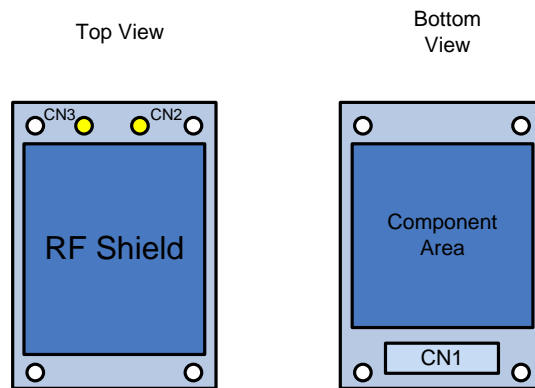 Top View
Bottom
View
CN3
CN2
RF Shield
Component
Area
CN1